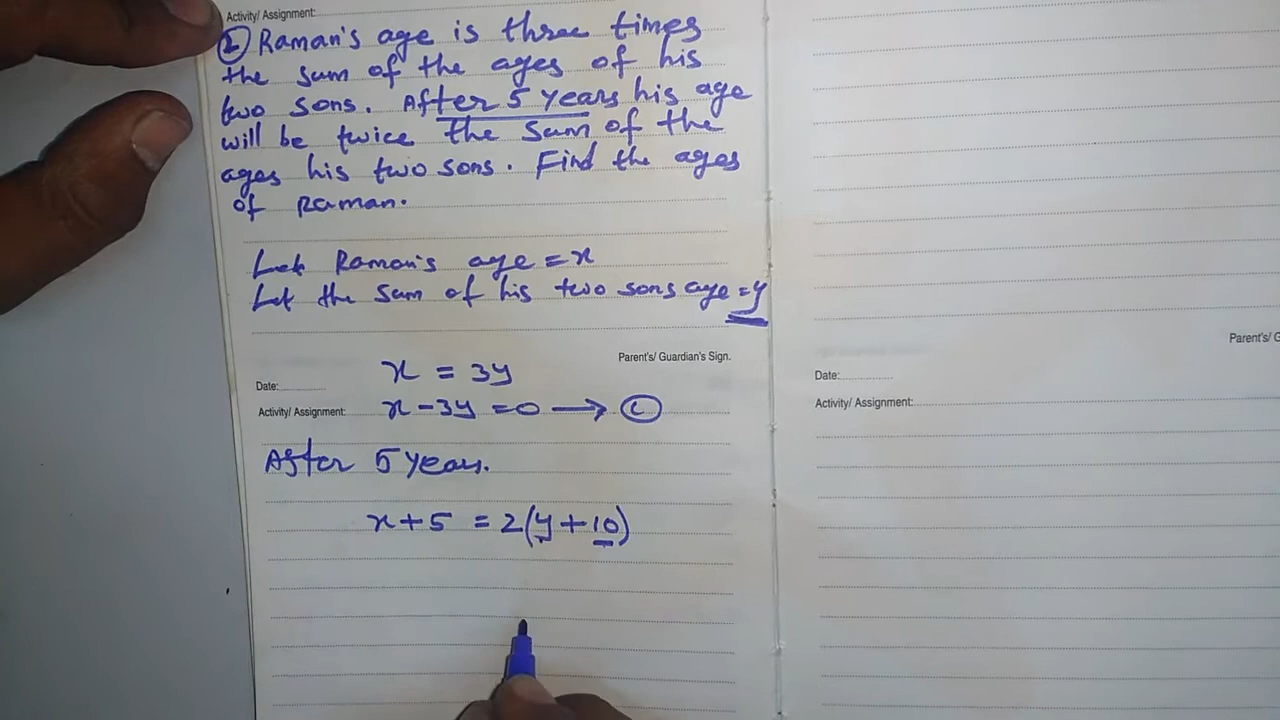 Activity/ Assignment:
② Raman's age is three times
the sum of the ages of his
two sons. After 5 years his age
will be twice the sum of the
ages his two sons. Find the ages
of Raman.
Let Raman's age = x
Let the sum of his two sons age = y
Parent's/ Guardian's Sign.
x = 3y
Date:
Activity/ Assignment: x - 3y = 0 →
After 5 years.
x + 5 = 2(y + 10)
Parent's/ G
Date:
Activity/ Assignment: